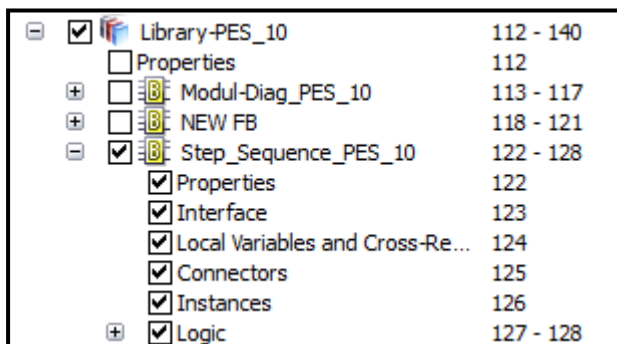 Library-PES_10 112 - 140
Properties 112
Modul-Diag_PES_10 113 - 117
NEW FB 118 - 121
Step_Sequence_PES_10 122 - 128
Properties 122
Interface 123
Local Variables and Cross-Re... 124
Connectors 125
Instances 126
Logic 127 - 128